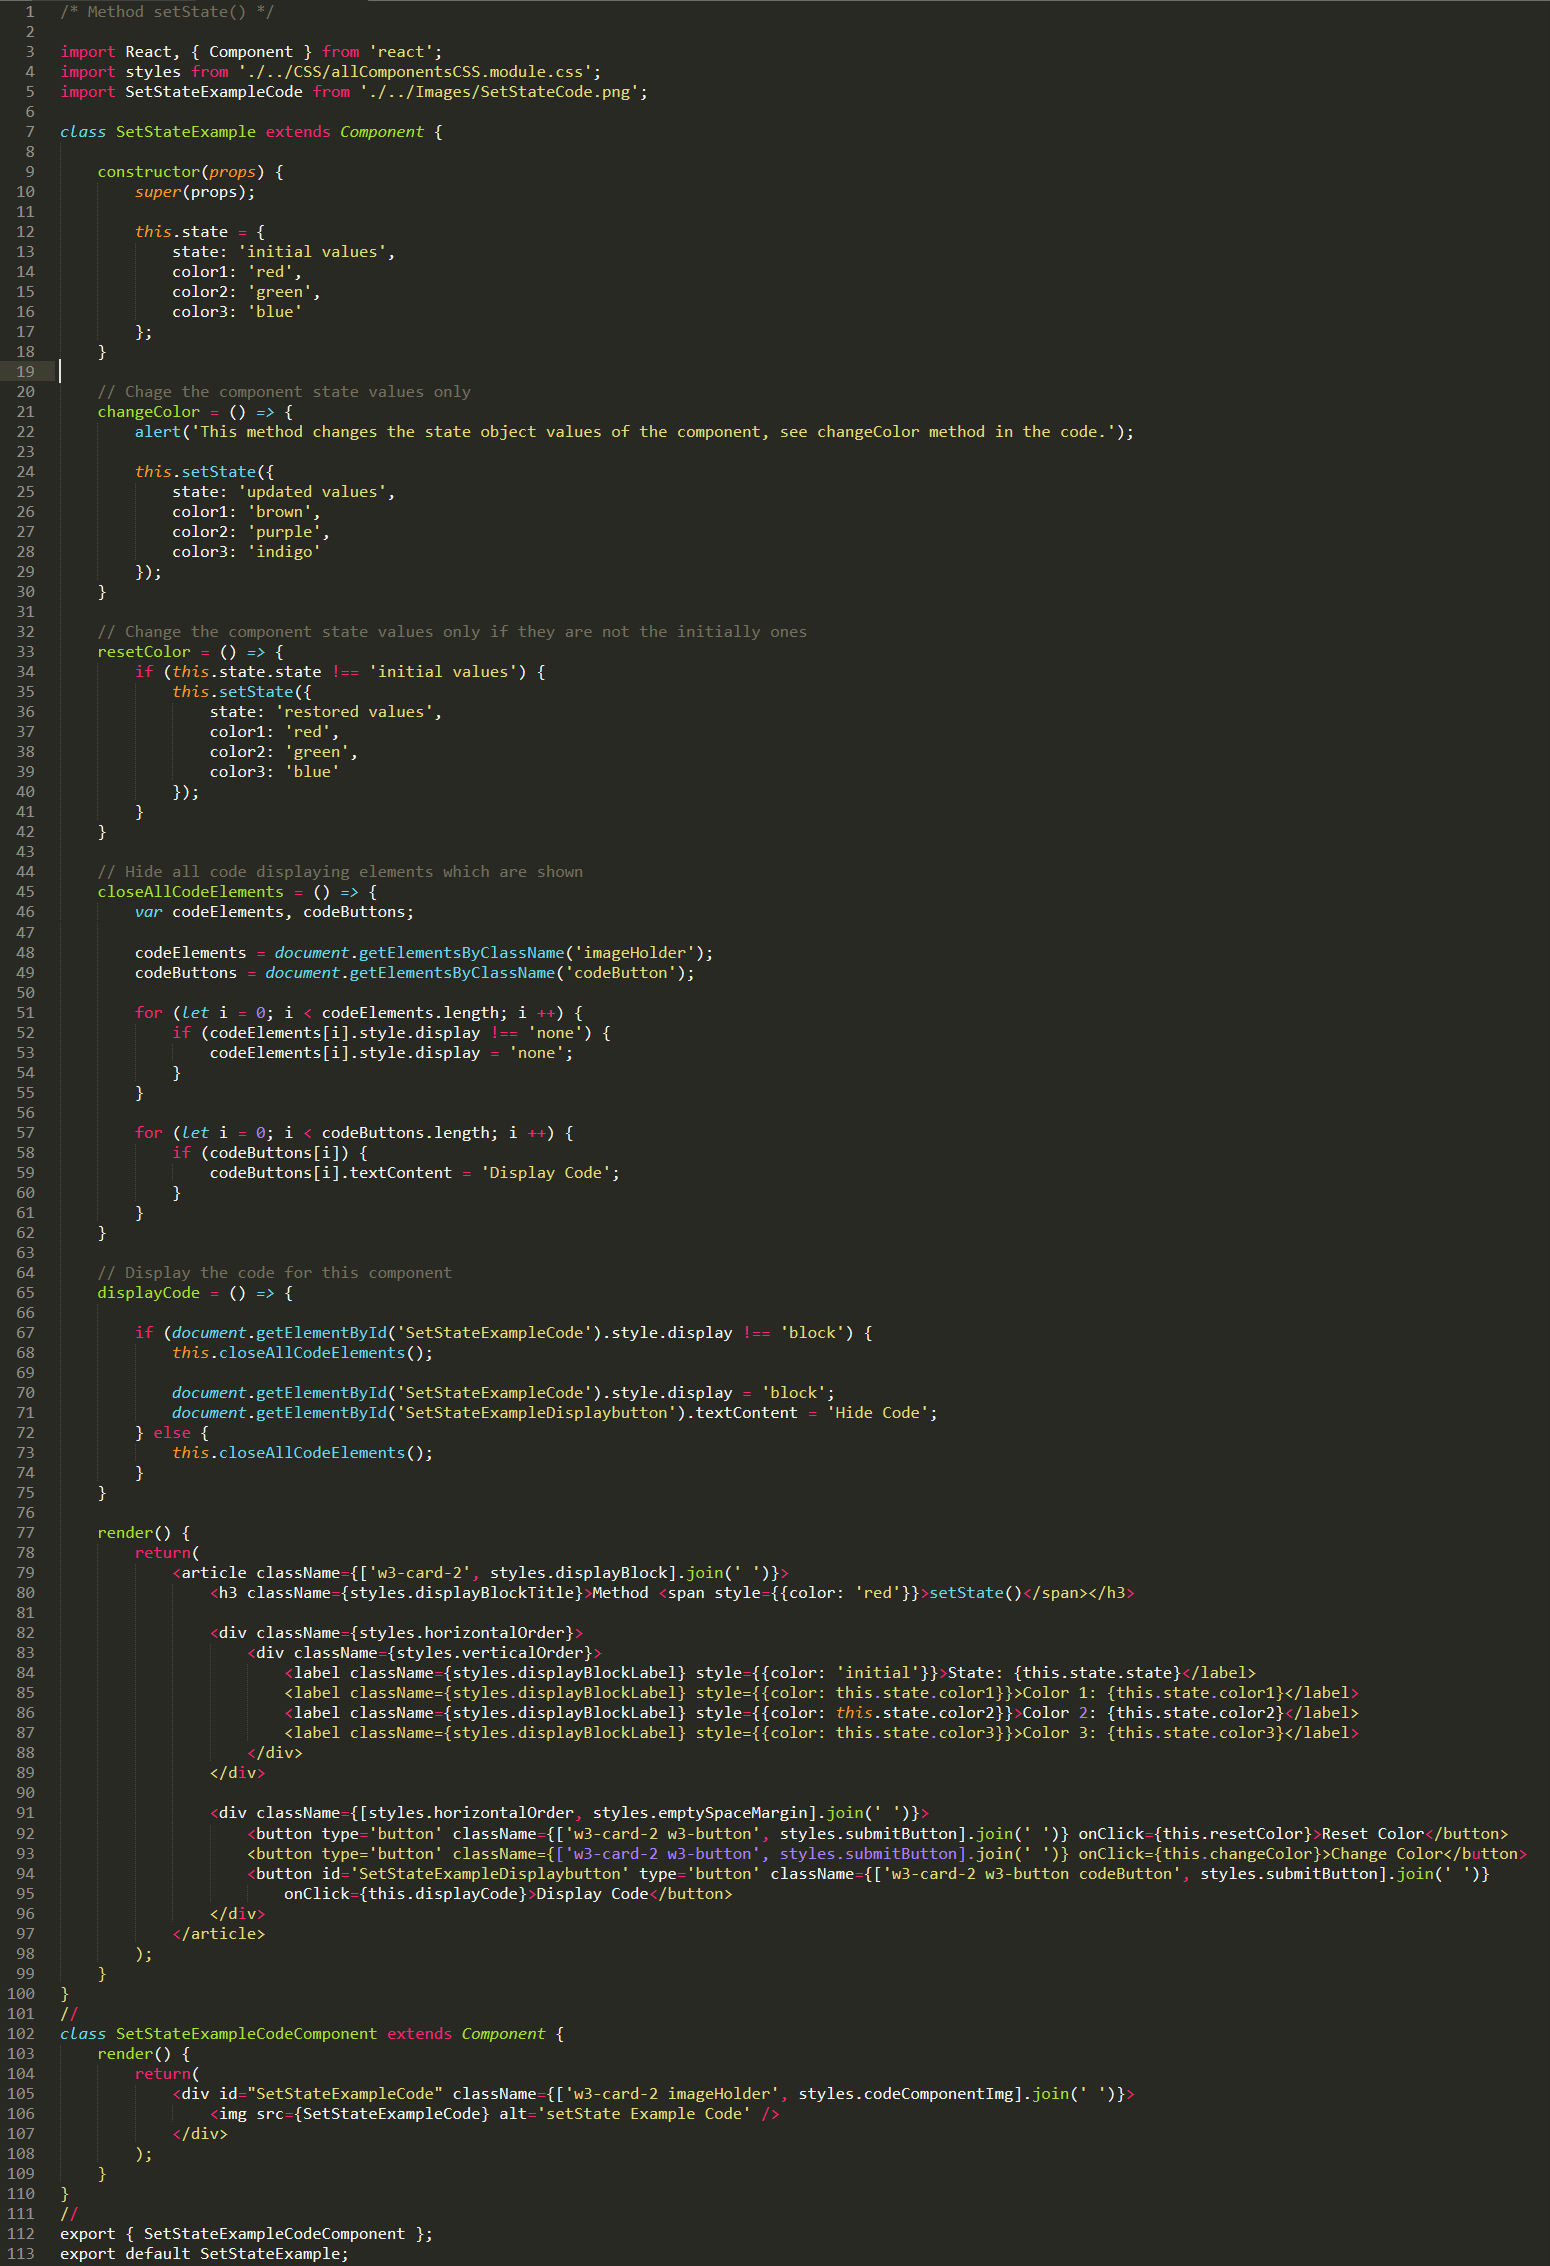 1 /* Method setState() */
2
3 import React, { Component } from 'react';
4 import styles from './../CSS/allComponentsCSS.module.css';
5 import SetStateExampleCode from './../Images/SetStateCode.png';
6
7 class SetStateExample extends Component {
8
9     constructor(props) {
10         super(props);
11
12         this.state = {
13             state: 'initial values',
14             color1: 'red',
15             color2: 'green',
16             color3: 'blue'
17         };
18     }
19
20     // Chage the component state values only
21     changeColor = () => {
22         alert('This method changes the state object values of the component, see changeColor method in the code.');
23
24         this.setState({
25             state: 'updated values',
26             color1: 'brown',
27             color2: 'purple',
28             color3: 'indigo'
29         });
30     }
31
32     // Change the component state values only if they are not the initially ones
33     resetColor = () => {
34         if (this.state.state !== 'initial values') {
35             this.setState({
36                 state: 'restored values',
37                 color1: 'red',
38                 color2: 'green',
39                 color3: 'blue'
40             });
41         }
42     }
43
44     // Hide all code displaying elements which are shown
45     closeAllCodeElements = () => {
46         var codeElements, codeButtons;
47
48         codeElements = document.getElementsByClassName('imageHolder');
49         codeButtons = document.getElementsByClassName('codeButton');
50
51         for (let i = 0; i < codeElements.length; i ++) {
52             if (codeElements[i].style.display !== 'none') {
53                 codeElements[i].style.display = 'none';
54             }
55         }
56
57         for (let i = 0; i < codeButtons.length; i ++) {
58             if (codeButtons[i]) {
59                 codeButtons[i].textContent = 'Display Code';
60             }
61         }
62     }
63
64     // Display the code for this component
65     displayCode = () => {
66
67         if (document.getElementById('SetStateExampleCode').style.display !== 'block') {
68             this.closeAllCodeElements();
69
70             document.getElementById('SetStateExampleCode').style.display = 'block';
71             document.getElementById('SetStateExampleDisplaybutton').textContent = 'Hide Code';
72         } else {
73             this.closeAllCodeElements();
74         }
75     }
76
77     render() {
78         return(
79             <article className={['w3-card-2', styles.displayBlock].join(' ')}>
80                 <h3 className={styles.displayBlockTitle}>Method <span style={{color: 'red'}}>setState()</span></h3>
81
82                 <div className={styles.horizontalOrder}>
83                     <div className={styles.verticalOrder}>
84                         <label className={styles.displayBlockLabel} style={{color: 'initial'}}>State: {this.state.state}</label>
85                         <label className={styles.displayBlockLabel} style={{color: this.state.color1}}>Color 1: {this.state.color1}</label>
86                         <label className={styles.displayBlockLabel} style={{color: this.state.color2}}>Color 2: {this.state.color2}</label>
87                         <label className={styles.displayBlockLabel} style={{color: this.state.color3}}>Color 3: {this.state.color3}</label>
88                     </div>
89                 </div>
90
91                 <div className={[styles.horizontalOrder, styles.emptySpaceMargin].join(' ')}>
92                     <button type='button' className={['w3-card-2 w3-button', styles.submitButton].join(' ')} onClick={this.resetColor}>Reset Color</button>
93                     <button type='button' className={['w3-card-2 w3-button', styles.submitButton].join(' ')} onClick={this.changeColor}>Change Color</button>
94                     <button id='SetStateExampleDisplaybutton' type='button' className={['w3-card-2 w3-button codeButton', styles.submitButton].join(' ')}
95                         onClick={this.displayCode}>Display Code</button>
96                 </div>
97             </article>
98         );
99     }
100 }
101 //
102 class SetStateExampleCodeComponent extends Component {
103     render() {
104         return(
105             <div id="SetStateExampleCode" className={['w3-card-2 imageHolder', styles.codeComponentImg].join(' ')}>
106                 <img src={SetStateExampleCode} alt='setState Example Code' />
107             </div>
108         );
109     }
110 }
111 //
112 export { SetStateExampleCodeComponent };
113 export default SetStateExample;